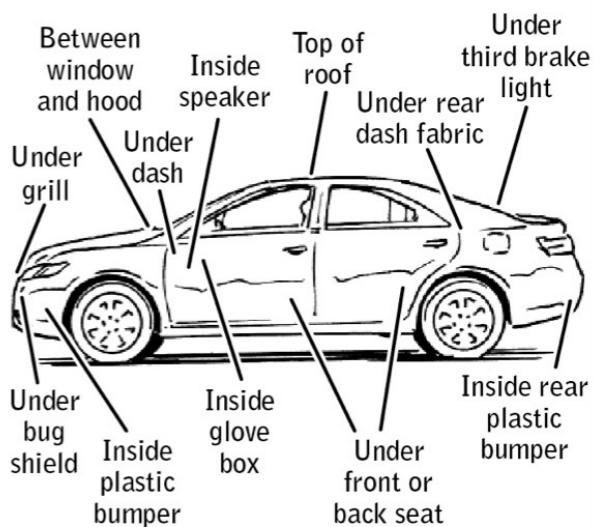 Between
window
and hood
Inside
speaker
Top of
roof
Under
third brake
light
Under rear
dash fabric
Under
dash
Under
grill
Under
bug
shield
Inside
plastic
bumper
Inside
glove
box
Under
front or
back seat
Inside rear
plastic
bumper